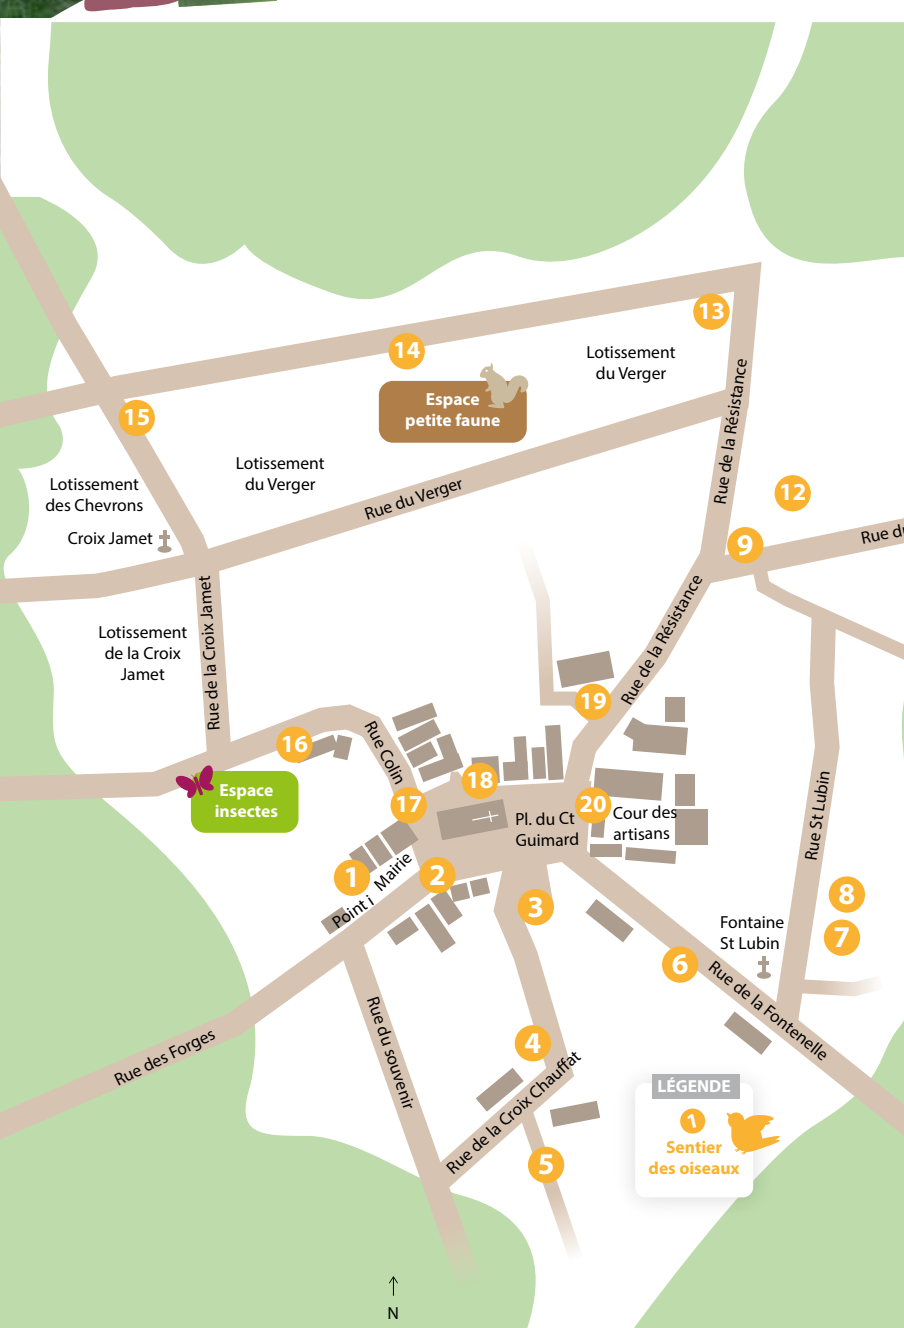 13
14
Lotissement
du Verger
Espace
petite faune
Rue de la Résistance
15
Lotissement
du Verger
Lotissement
des Chevrons
Rue du Verger
12
Croix Jamet
9
Rue d
Rue de la Croix Jamet
Lotissement
de la Croix
Jamet
Rue de la Résistance
19
16
Rue Colin
Espace
insectes
18
17
20
Pl. du Ct
Guimard
Cour des
artisans
Rue St Lubin
1
Mairie
Point i
2
3
8
7
Fontaine
St Lubin
6
Rue de la Fontenelle
Rue des Forges
Rue du souvenir
4
Rue de la Croix Chauffat
5
LÉGENDE
1
Sentier
des oiseaux
N